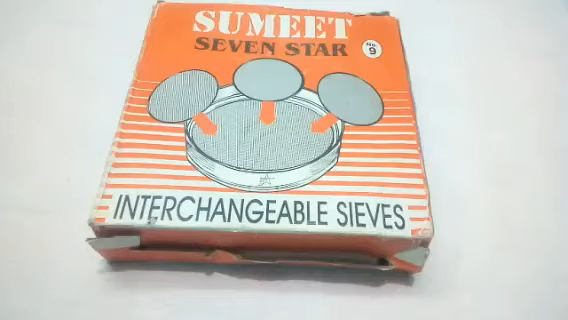 SUMEET
SEVEN STAR
No. 9
INTERCHANGEABLE SIEVES